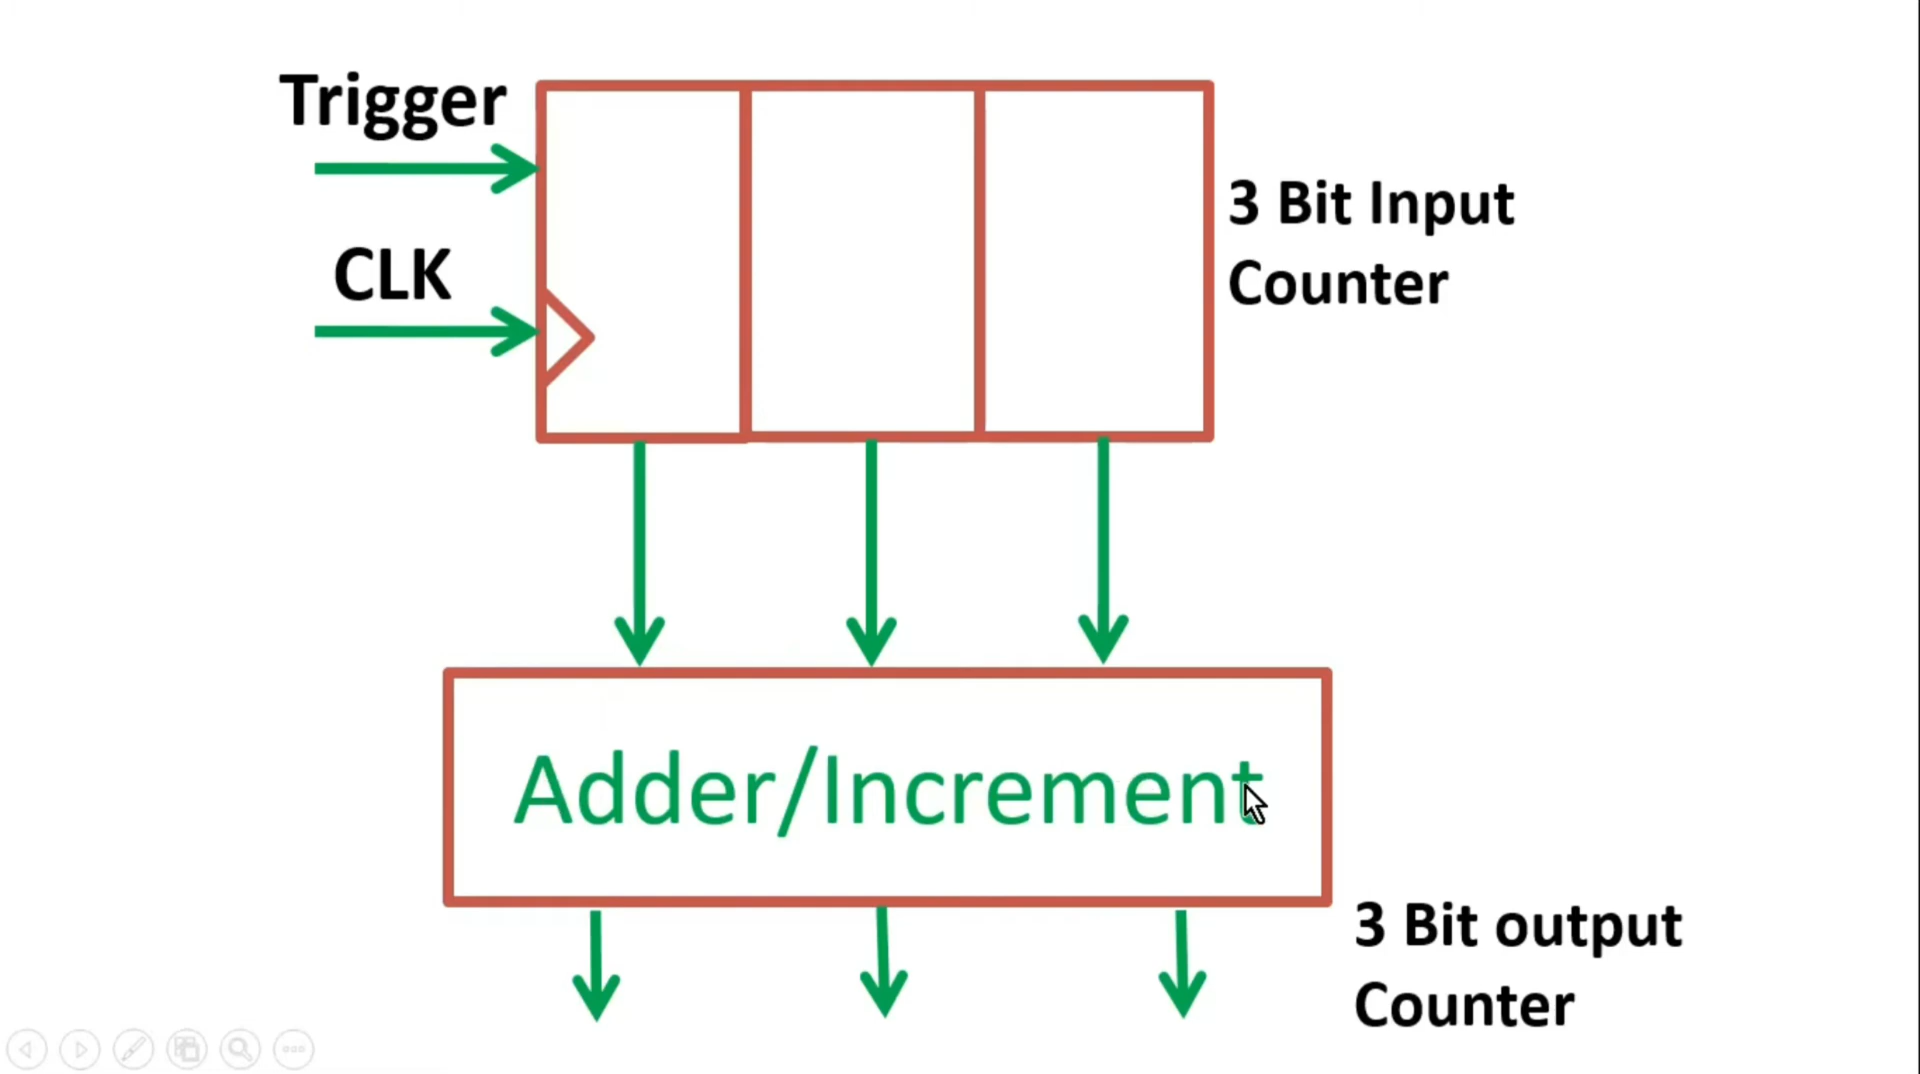 Trigger
CLK
3 Bit Input
Counter
Adder/Increment
3 Bit output
Counter